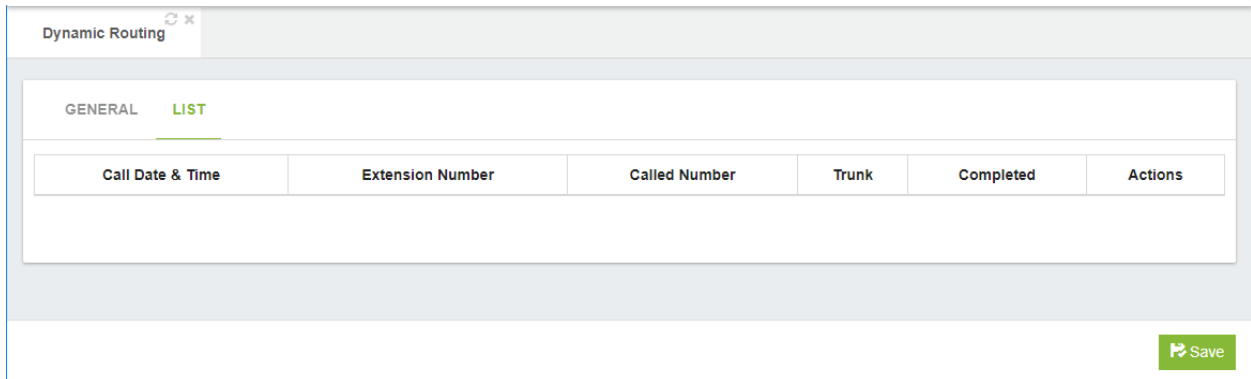 Dynamic Routing
GENERAL LIST
Call Date & Time Extension Number Called Number Trunk Completed Actions
Save